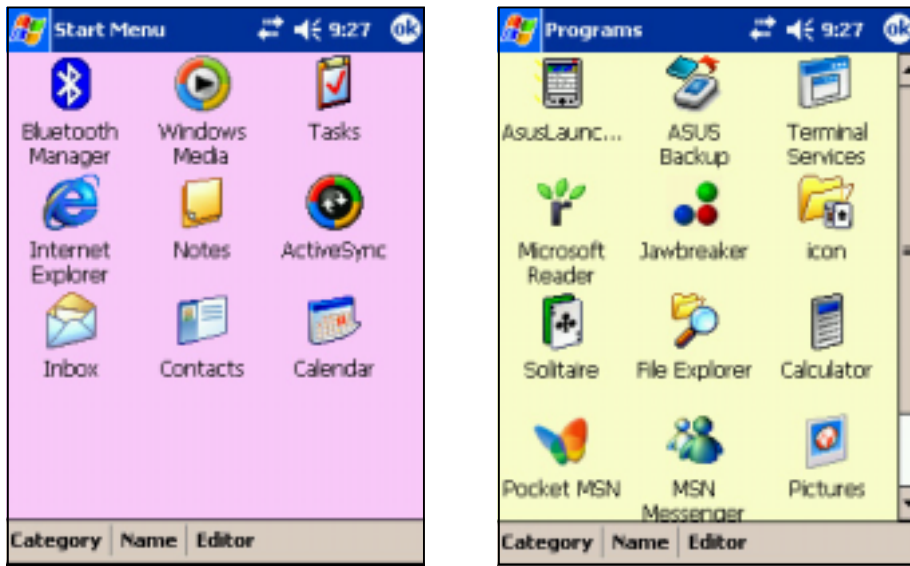 Start Menu 9:27 ok
Bluetooth Manager
Windows Media
Tasks
Internet Explorer
Notes
ActiveSync
Inbox
Contacts
Calendar
Category Name Editor
Programs 9:27 ok
AsusLaunc...
ASUS Backup
Terminal Services
Microsoft Reader
Jawbreaker
icon
Solitaire
File Explorer
Calculator
Pocket MSN
MSN Messenger
Pictures
Category Name Editor